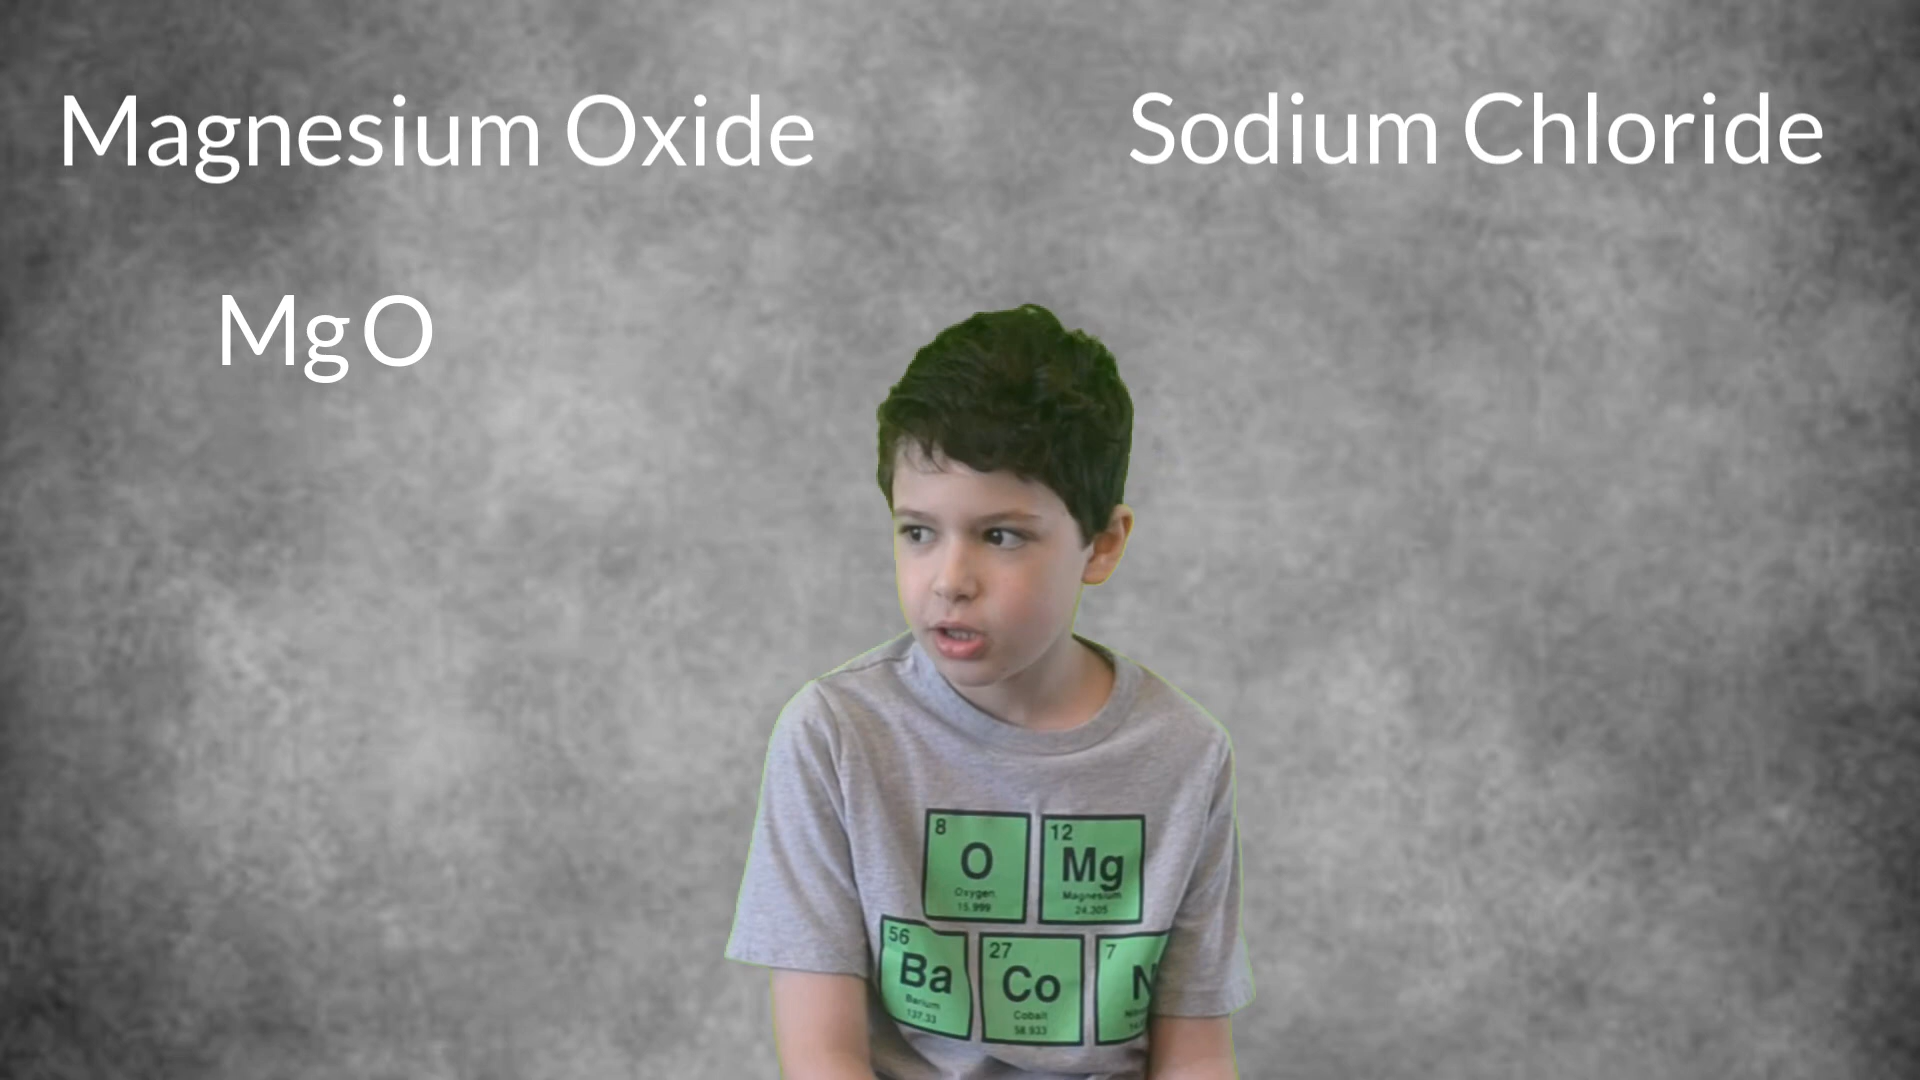 Magnesium Oxide
Sodium Chloride
MgO
8
O
Oxygen
15.999
12
Mg
Magnesium
24.305
56
Ba
Barium
137.33
27
Co
Cobalt
58.933
7
N